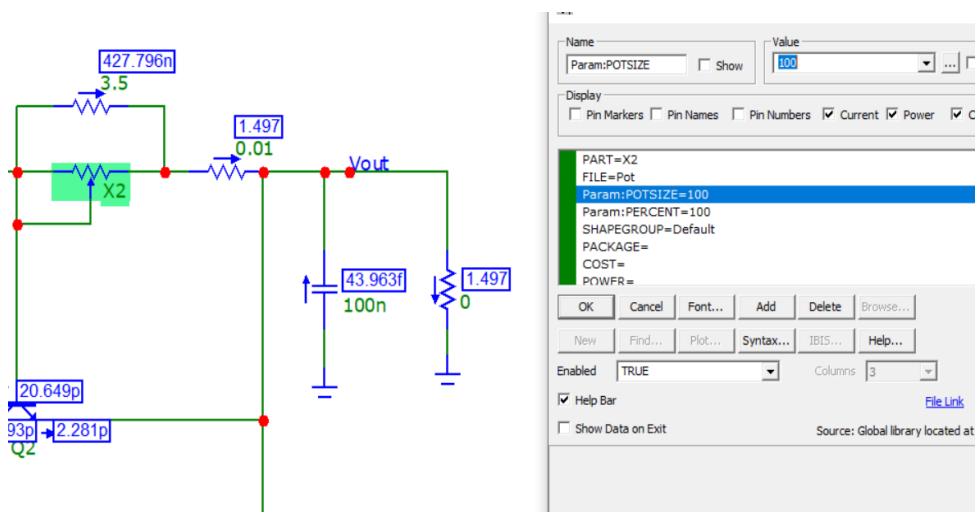 427.796n
3.5
1.497
0.01
Vout
X2
43.963f
100n
1.497
0
20.649p
93p
2.281p
Q2
Name
Param:POTSIZE
Show
Value
100
...
Display
Pin Markers
Pin Names
Pin Numbers
Current
Power
C
PART=X2
FILE=Pot
Param:POTSIZE=100
Param:PERCENT=100
SHAPEGROUP=Default
PACKAGE=
COST=
POWER=
OK
Cancel
Font...
Add
Delete
Browse...
New
Find...
Plot...
Syntax...
IBIS...
Help...
Enabled
TRUE
Columns
3
Help Bar
File Link
Show Data on Exit
Source: Global library located at